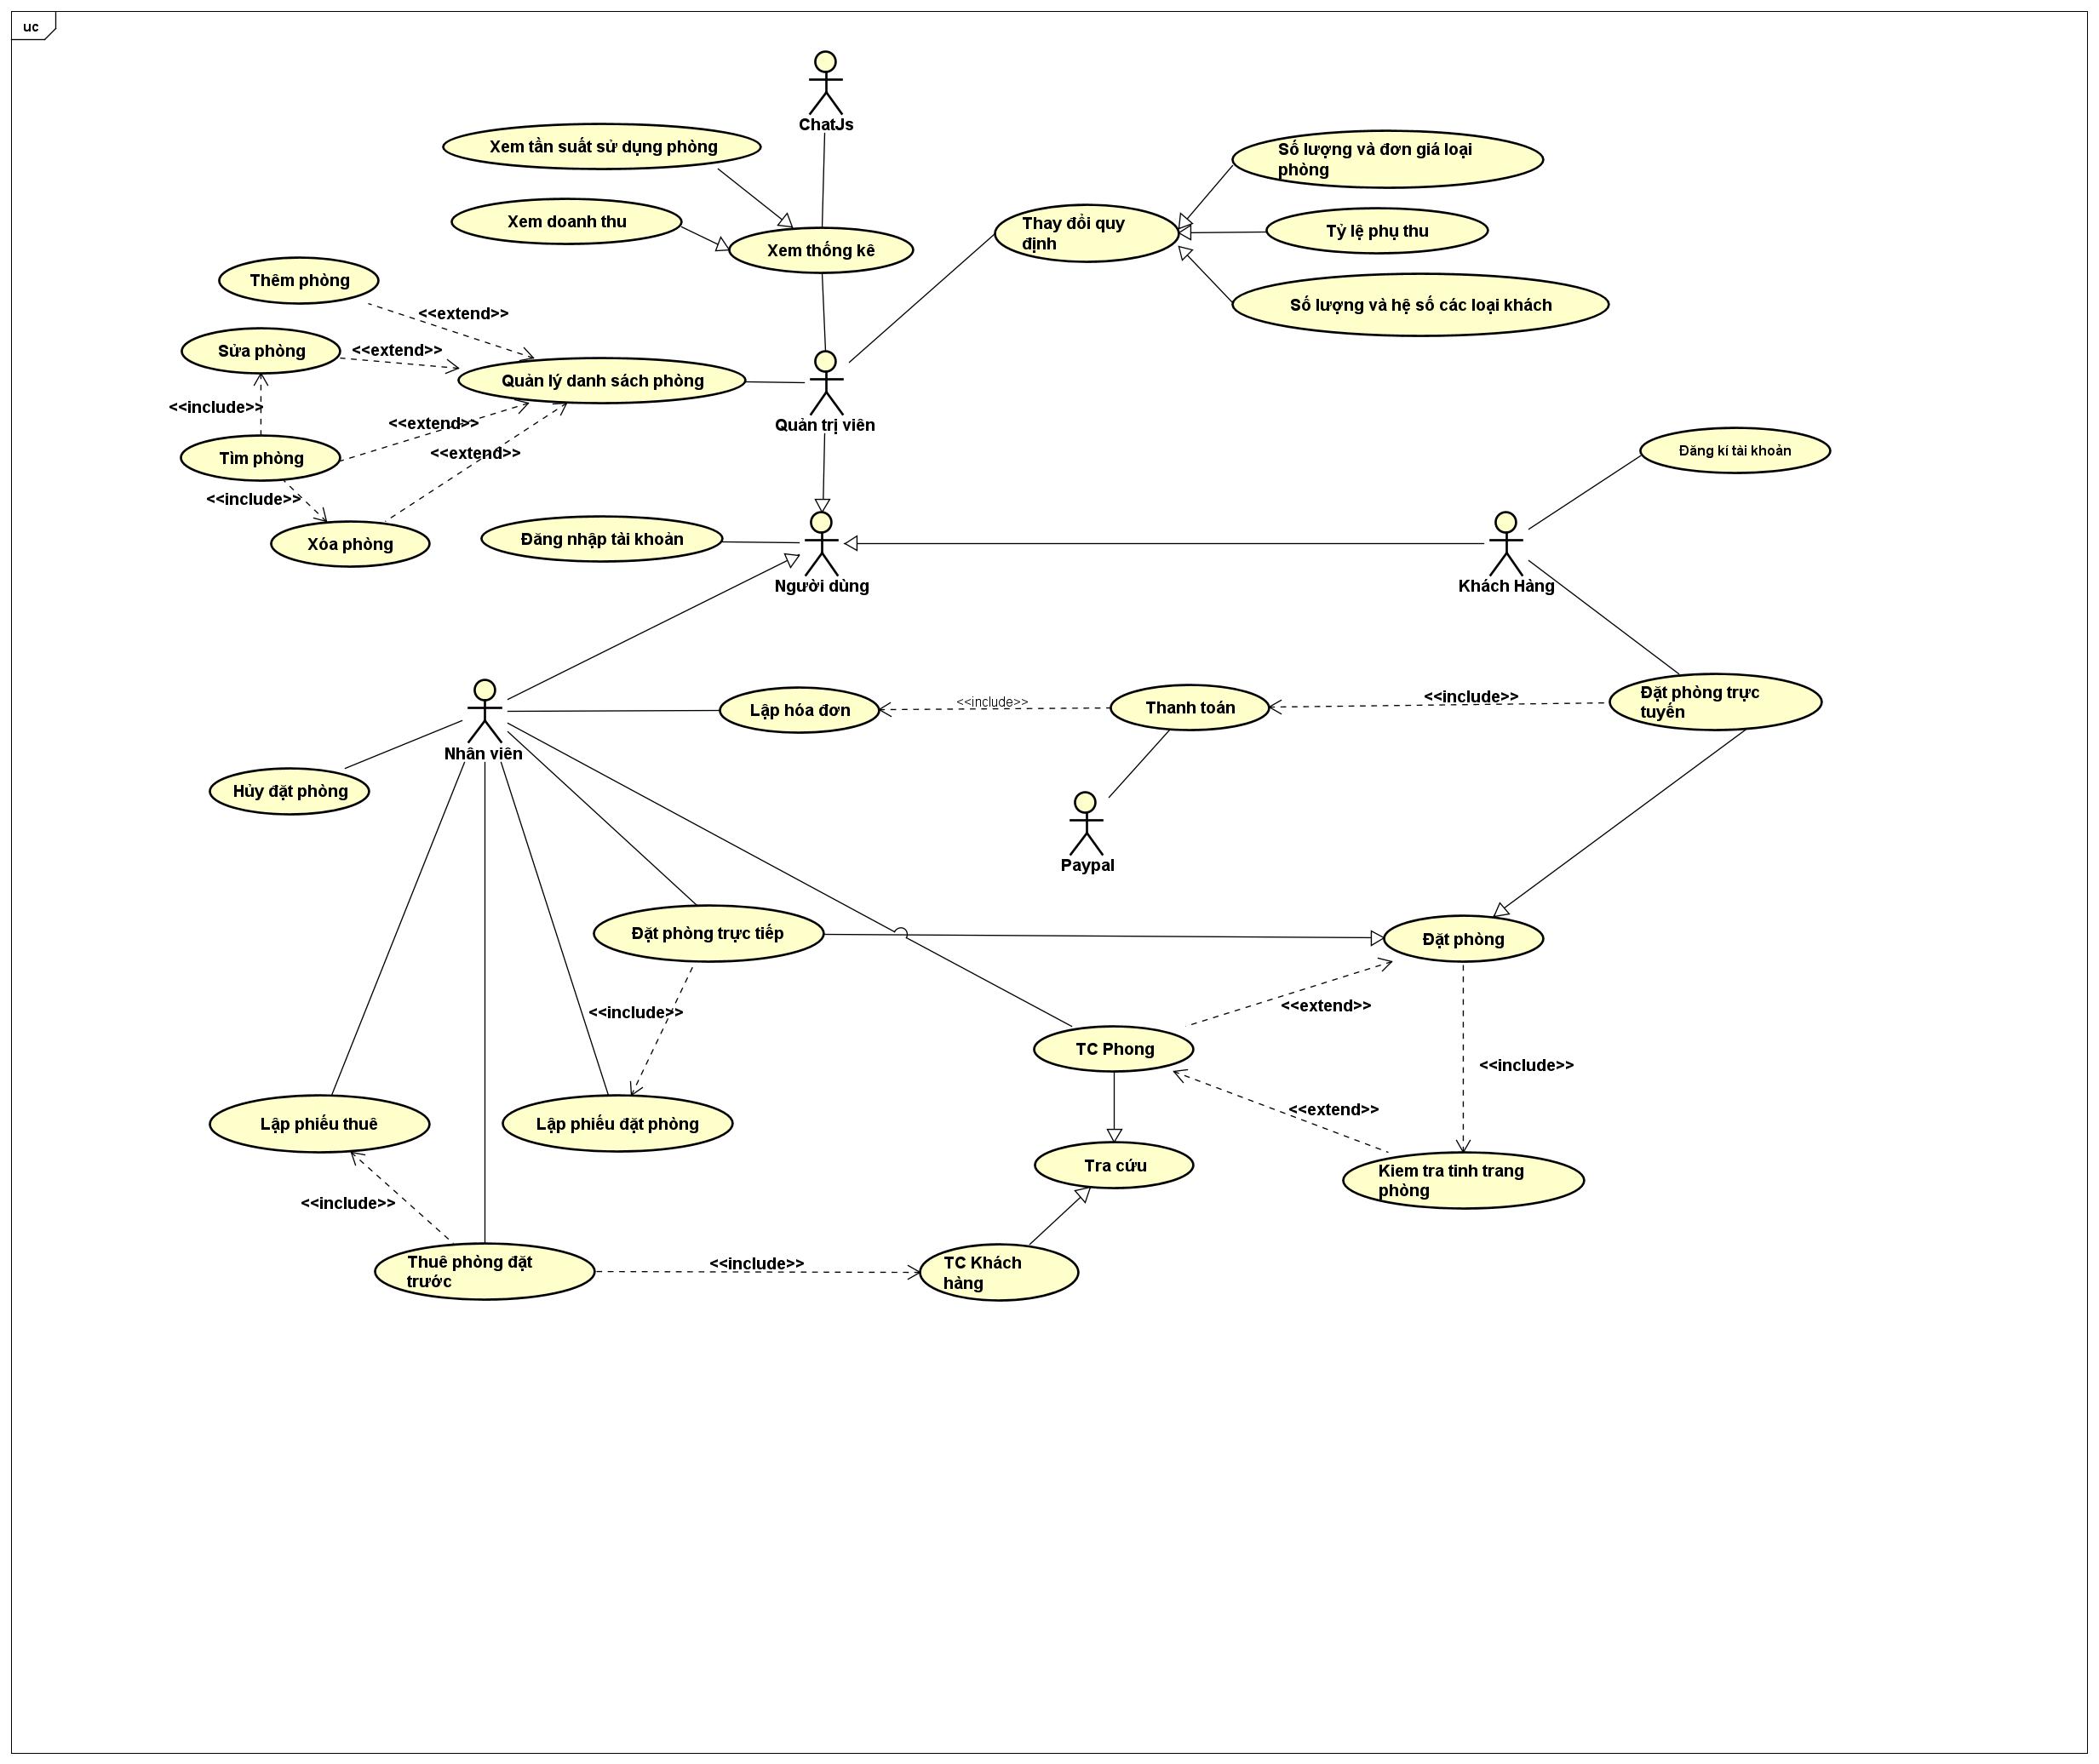 uc
ChatJs
Xem tần suất sử dụng phòng
Số lượng và đơn giá loại
phòng
Xem doanh thu
Thay đổi quy
định
Tỷ lệ phụ thu
Xem thống kê
Thêm phòng
Số lượng và hệ số các loại khách
<<extend>>
Sửa phòng
<<extend>>
Quản lý danh sách phòng
<<include>>
<<extend>>
Quản trị viên
<<extend>>
Tìm phòng
Đăng kí tài khoản
<<include>>
Xóa phòng
Đăng nhập tài khoản
Người dùng
Khách Hàng
Lập hóa đơn
<<include>>
Thanh toán
<<include>>
Đặt phòng trực
tuyến
Nhân viên
Hủy đặt phòng
Paypal
Đặt phòng trực tiếp
Đặt phòng
<<include>>
<<extend>>
TC Phong
<<include>>
Lập phiếu thuê
Lập phiếu đặt phòng
<<extend>>
Tra cứu
Kiem tra tinh trang
phòng
<<include>>
Thuê phòng đặt
trước
<<include>>
TC Khách
hàng